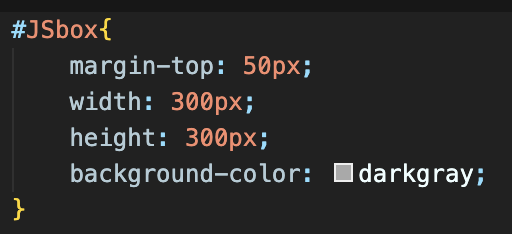 #JSbox{
margin-top: 50px;
width: 300px;
height: 300px;
background-color: darkgray;
}